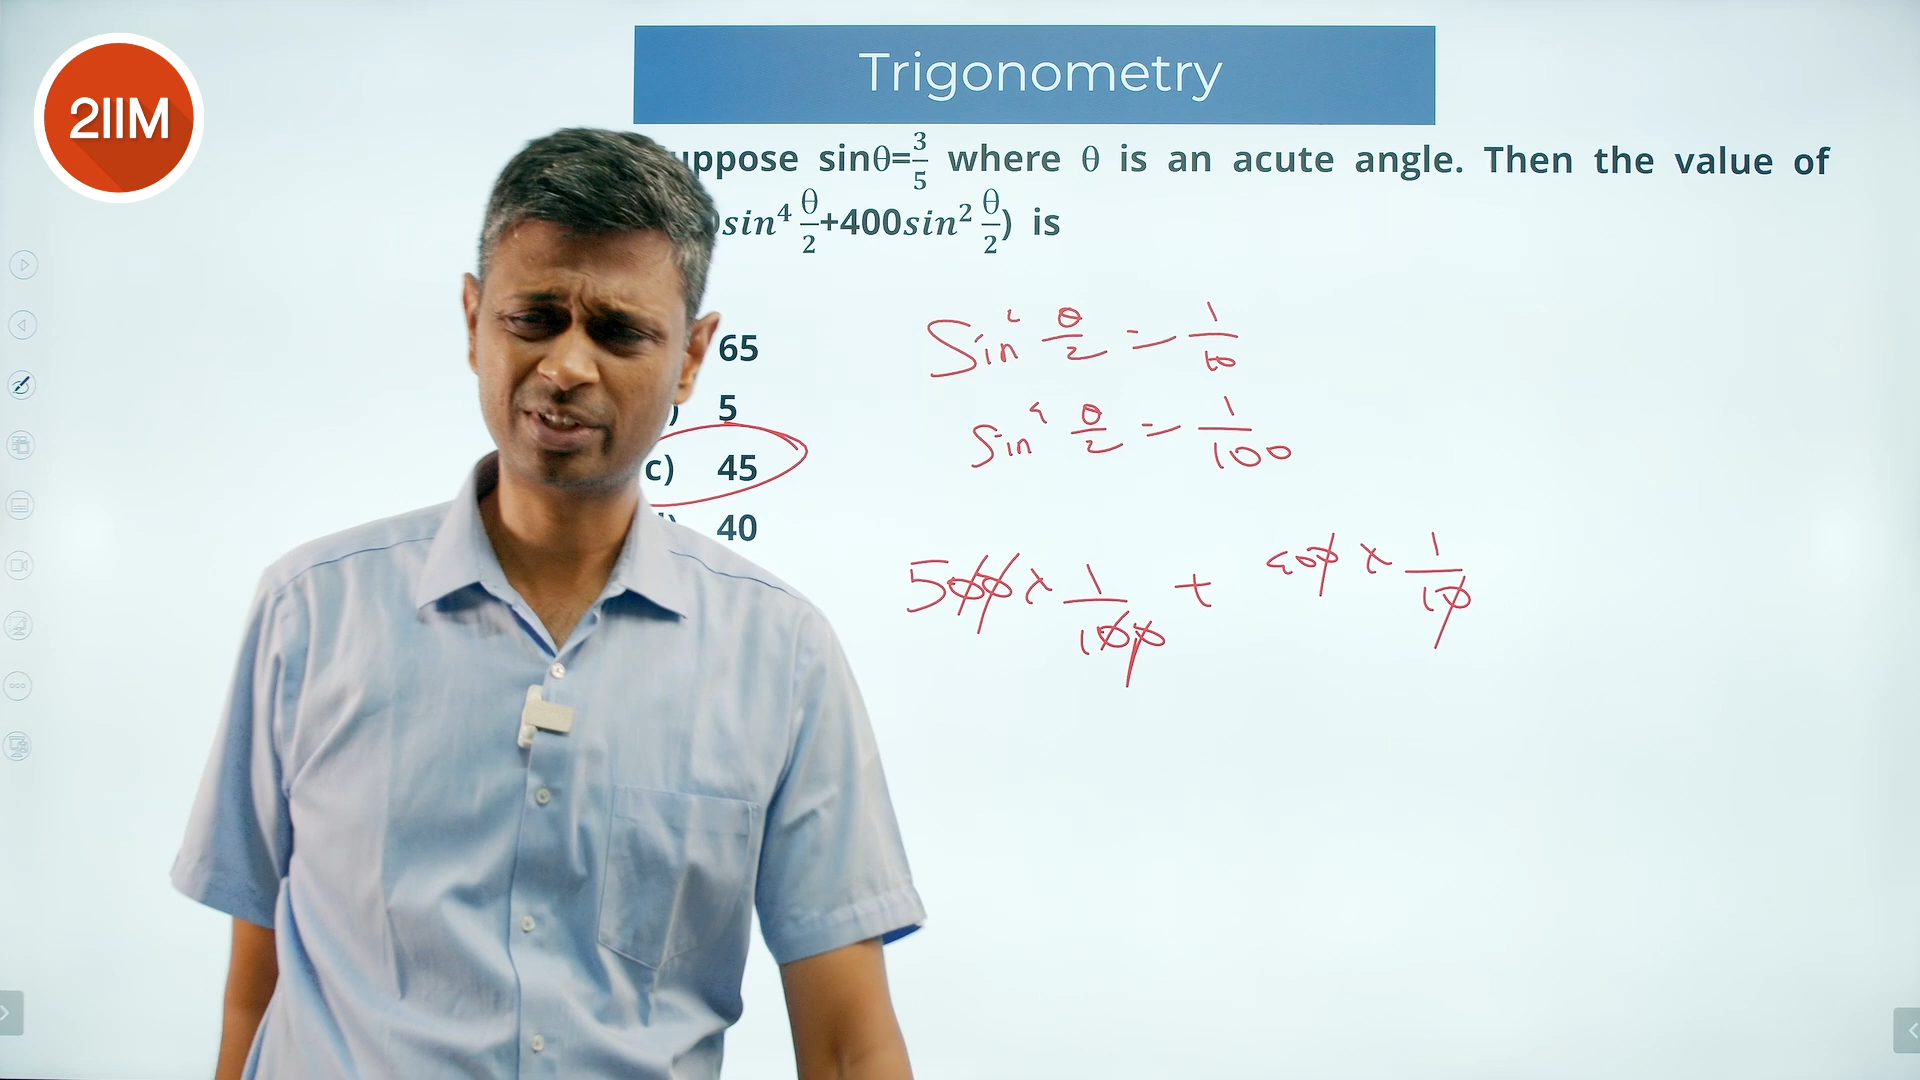 2IIM
Trigonometry
uppose sinθ=3/5 where θ is an acute angle. Then the value of
sin⁴ θ/2+400sin² θ/2) is
65
) 5
c) 45
40
Sin² θ/2 = 1/10
Sin⁴ θ/2 = 1/100
500 x 1/100 + 400 x 1/10